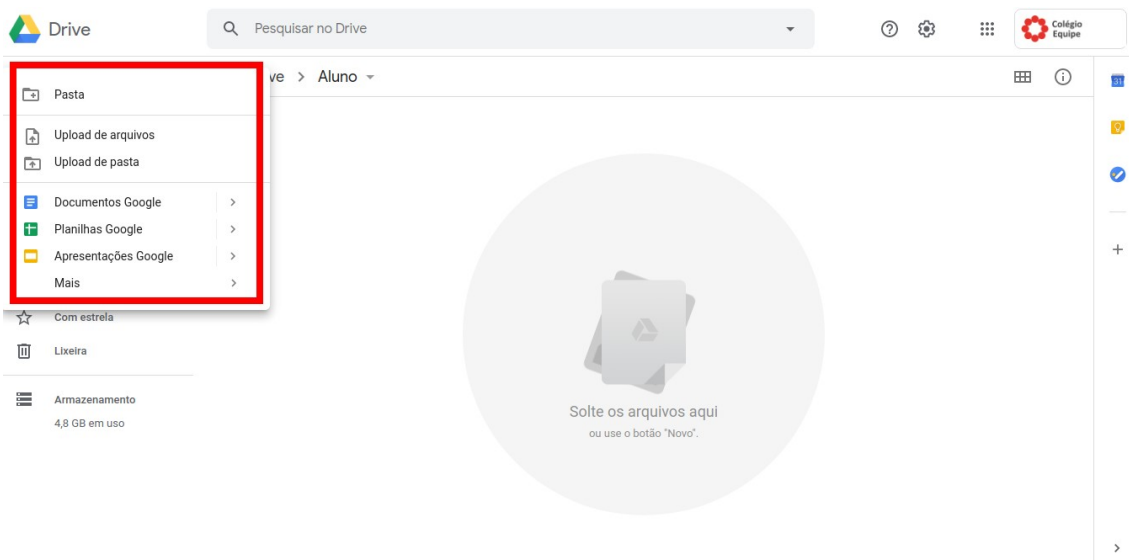 Drive
Pesquisar no Drive
Colégio
Equipe
ve > Aluno
Pasta
Upload de arquivos
Upload de pasta
Documentos Google
Planilhas Google
Apresentações Google
Mais
Com estrela
Lixeira
Armazenamento
4,8 GB em uso
Solte os arquivos aqui
ou use o botão "Novo".
31